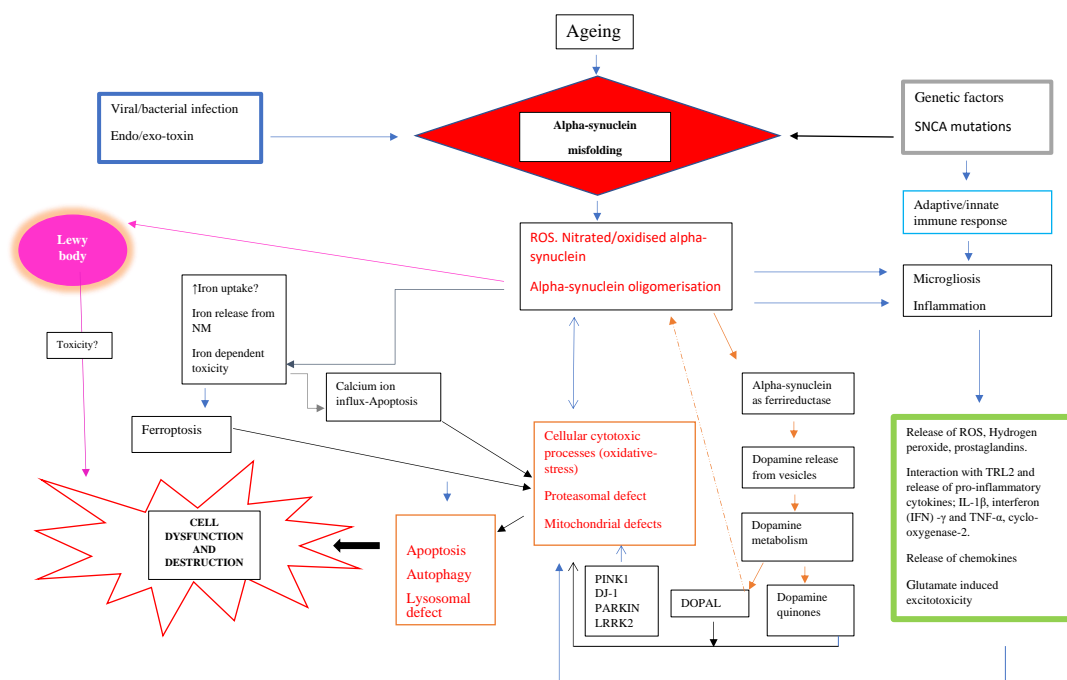 Ageing
Viral/bacterial infection
Endo/exo-toxin
Alpha-synuclein
misfolding
Genetic factors
SNCA mutations
Adaptive/innate
immune response
Lewy
body
ROS. Nitrated/oxidised alpha-
synuclein
Alpha-synuclein oligomerisation
Microgliosis
Inflammation
↑Iron uptake?
Iron release from
NM
Iron dependent
toxicity
Toxicity?
Calcium ion
influx-Apoptosis
Alpha-synuclein
as ferrireductase
Ferroptosis
Cellular cytotoxic
processes (oxidative-
stress)
Proteasomal defect
Mitochondrial defects
Dopamine release
from vesicles
Release of ROS, Hydrogen
peroxide, prostaglandins.
Interaction with TRL2 and
release of pro-inflammatory
cytokines; IL-1β, interferon
(IFN) -γ and TNF-α, cyclo-
oxygenase-2.
Release of chemokines
Glutamate induced
excitotoxicity
CELL
DYSFUNCTION
AND
DESTRUCTION
Apoptosis
Autophagy
Lysosomal
defect
Dopamine
metabolism
PINK1
DJ-1
PARKIN
LRRK2
DOPAL
Dopamine
quinones